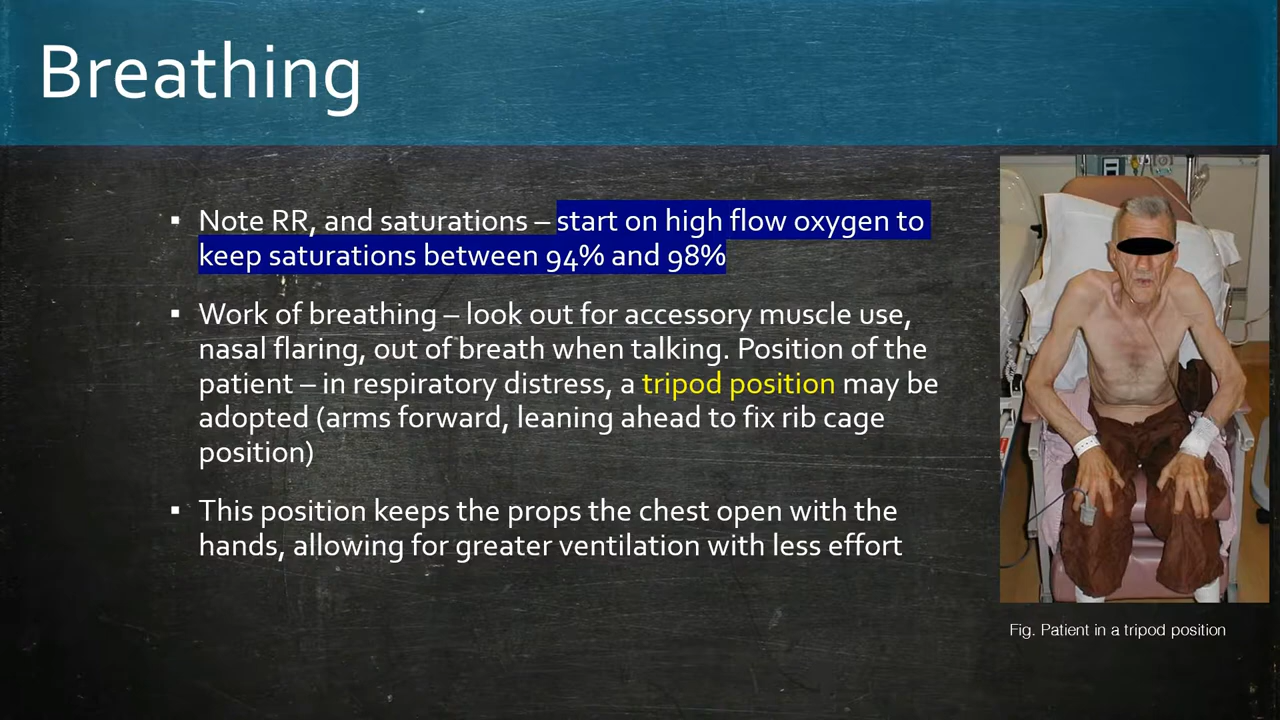 Breathing
▪ Note RR, and saturations – start on high flow oxygen to
keep saturations between 94% and 98%
▪ Work of breathing – look out for accessory muscle use,
nasal flaring, out of breath when talking. Position of the
patient – in respiratory distress, a tripod position may be
adopted (arms forward, leaning ahead to fix rib cage
position)
▪ This position keeps the props the chest open with the
hands, allowing for greater ventilation with less effort
Fig. Patient in a tripod position